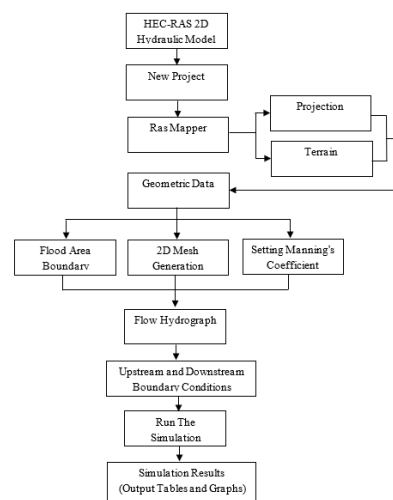 HEC-RAS 2D
Hydraulic Model
New Project
Ras Mapper
Projection
Terrain
Geometric Data
Flood Area
Boundary
2D Mesh
Generation
Setting Manning's
Coefficient
Flow Hydrograph
Upstream and Downstream
Boundary Conditions
Run The
Simulation
Simulation Results
(Output Tables and Graphs)